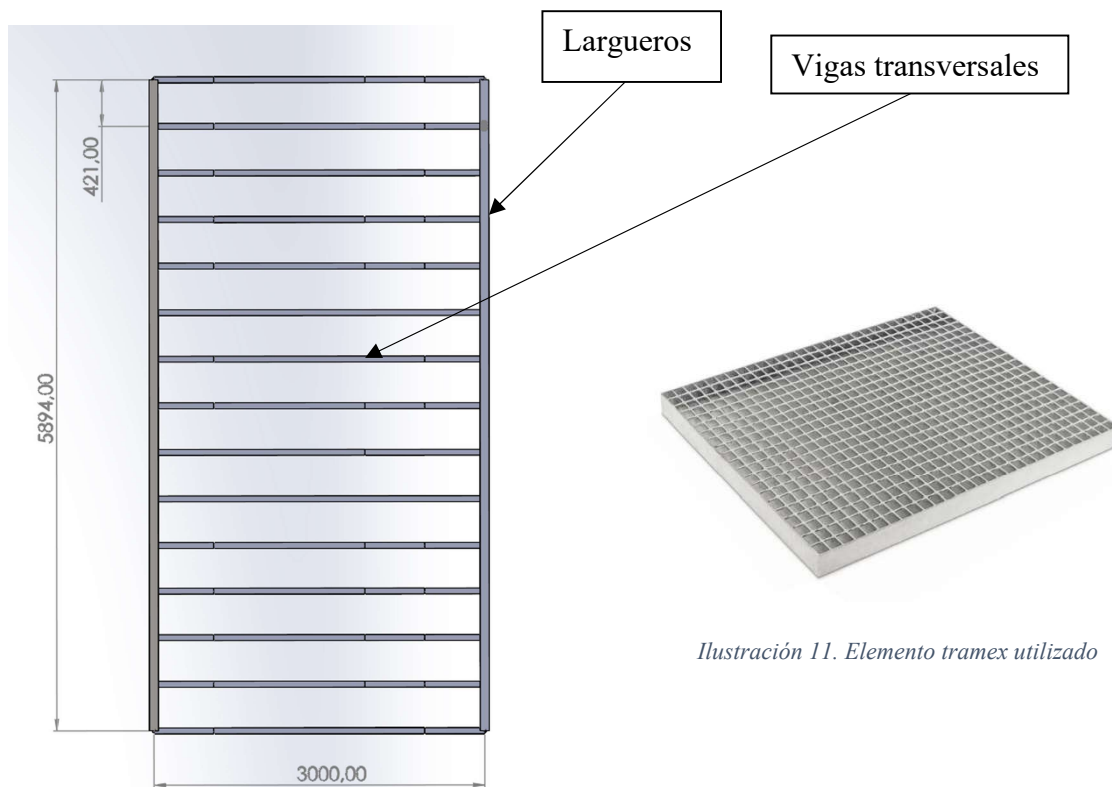 Largueros
Vigas transversales
421,00
5894,00
3000,00
Ilustración 11. Elemento tramex utilizado